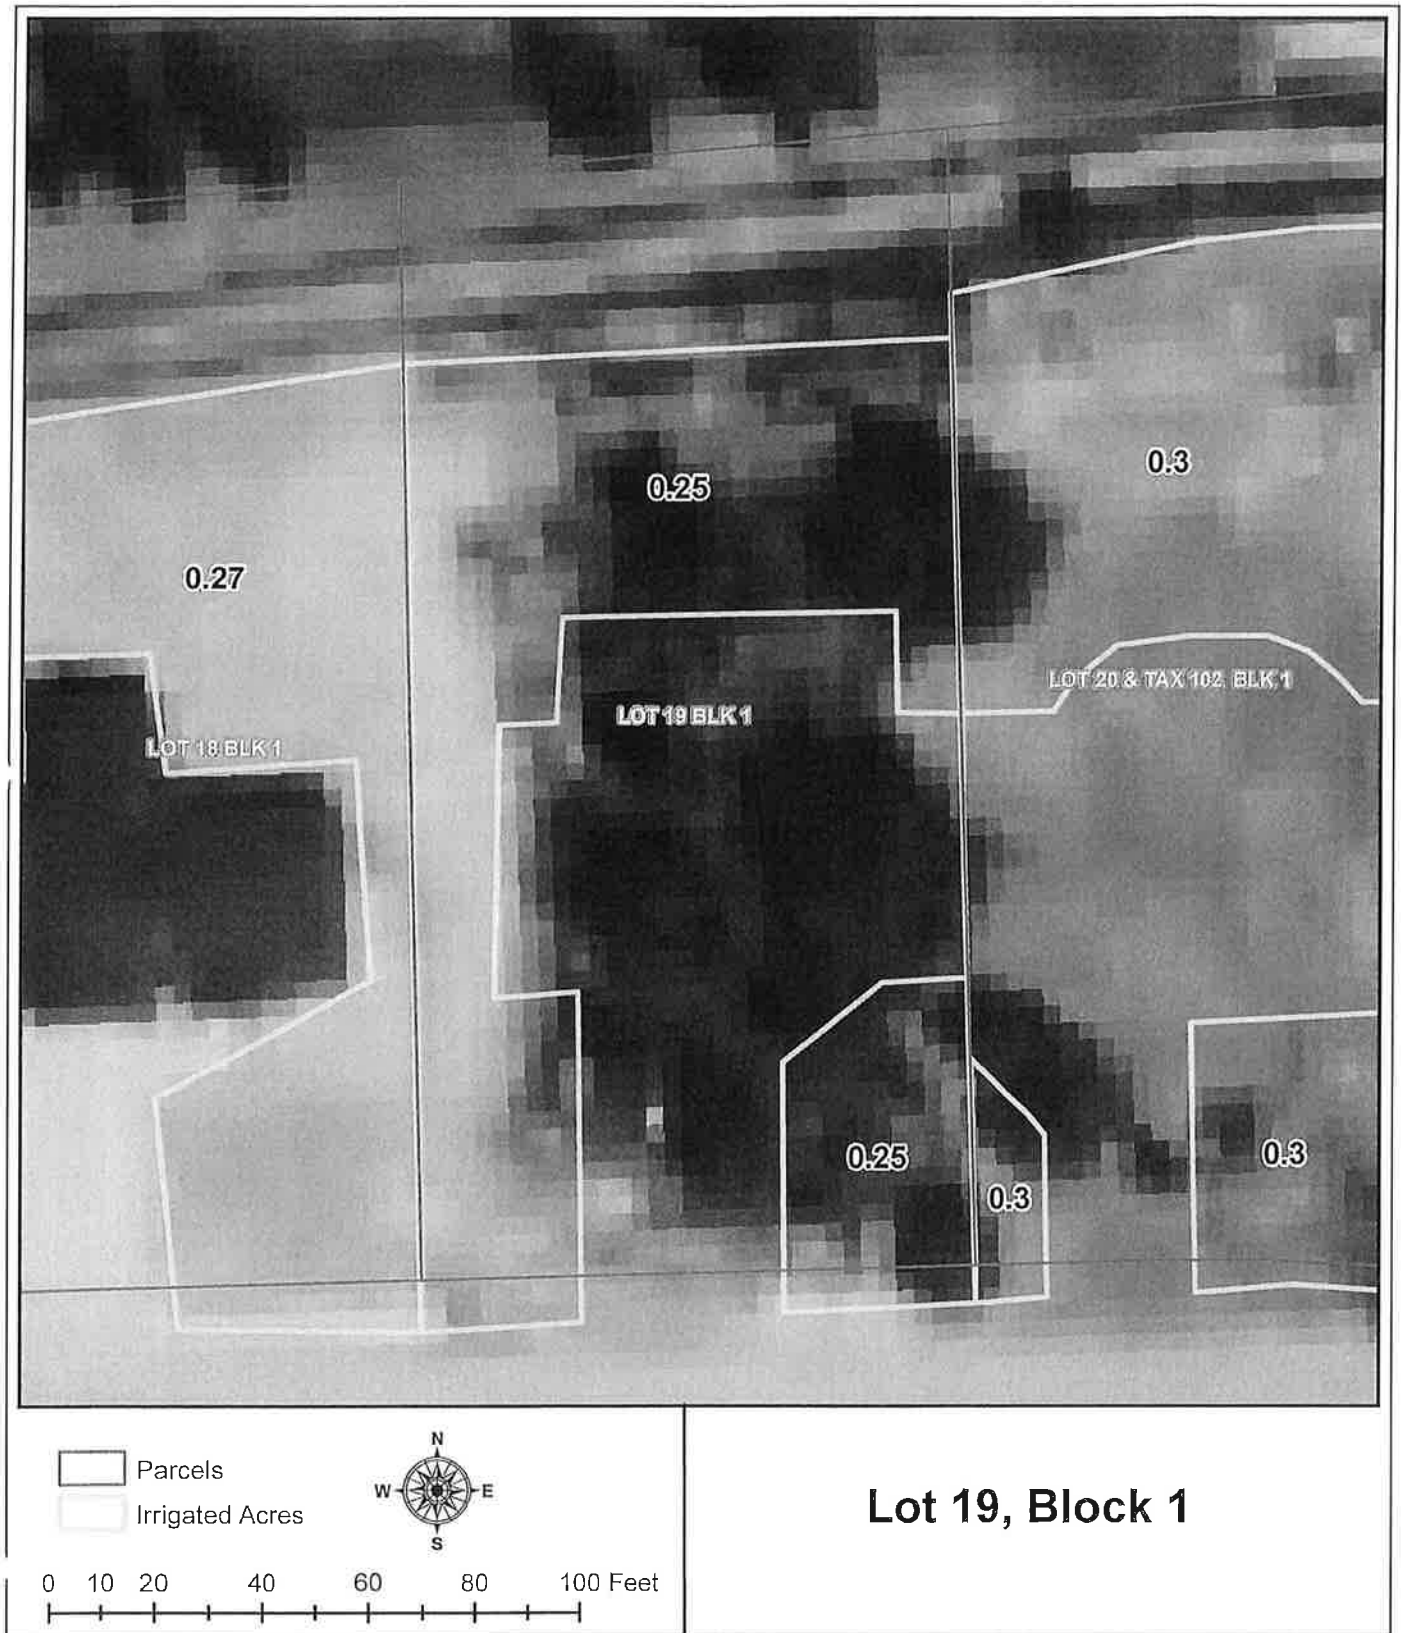 0.3
0.25
0.27
LOT 20 & TAX 102 BLK 1
LOT 19 BLK 1
LOT 18 BLK 1
0.25
0.3
0.3
Parcels
Irrigated Acres
N
W E
S
0 10 20 40 60 80 100 Feet
Lot 19, Block 1